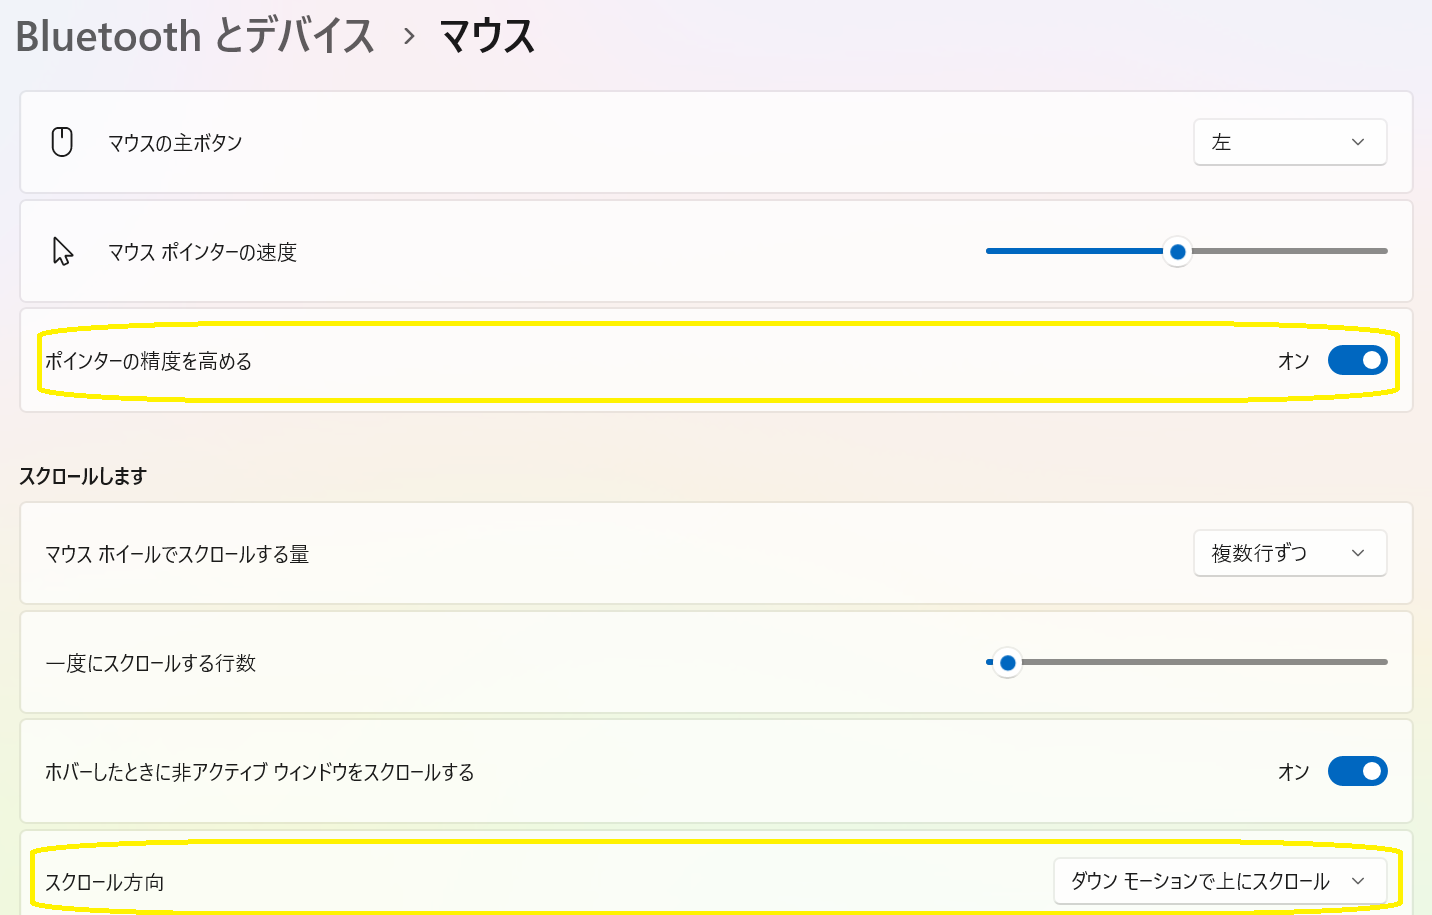 Bluetooth とデバイス › マウス
マウスの主ボタン 左
マウス ポインターの速度
ポインターの精度を高める オン
スクロールします
マウス ホイールでスクロールする量 複数行ずつ
一度にスクロールする行数
ホバーしたときに非アクティブ ウィンドウをスクロールする オン
スクロール方向 ダウン モーションで上にスクロール